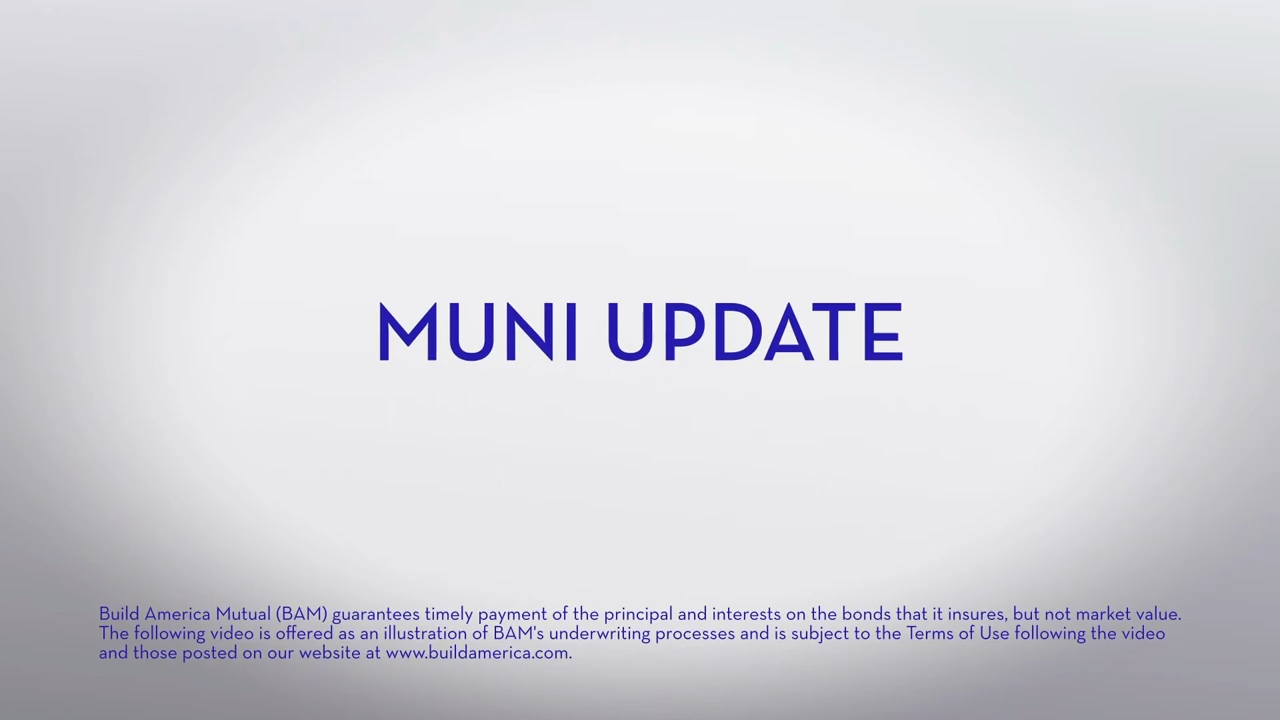 MUNI UPDATE
Build America Mutual (BAM) guarantees timely payment of the principal and interests on the bonds that it insures, but not market value.
The following video is offered as an illustration of BAM's underwriting processes and is subject to the Terms of Use following the video
and those posted on our website at www.buildamerica.com.